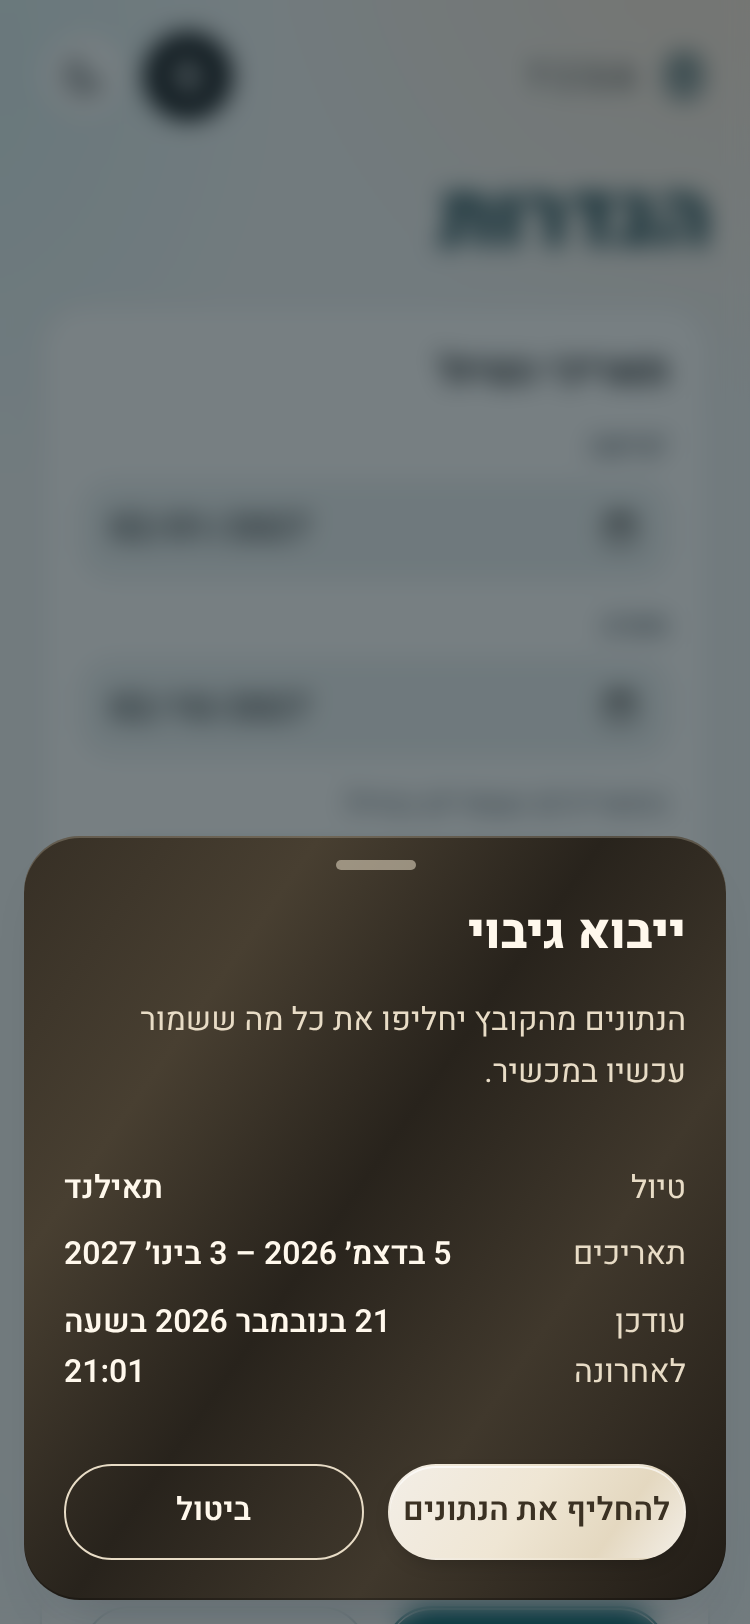 הגדרות
ייבוא גיבוי
הנתונים מהקובץ יחליפו את כל מה ששמור
עכשיו במכשיר.
טיול תאילנד
תאריכים 5 בדצמ׳ 2026 – 3 בינו׳ 2027
עודכן 21 בנובמבר 2026 בשעה
לאחרונה 21:01
להחליף את הנתונים ביטול